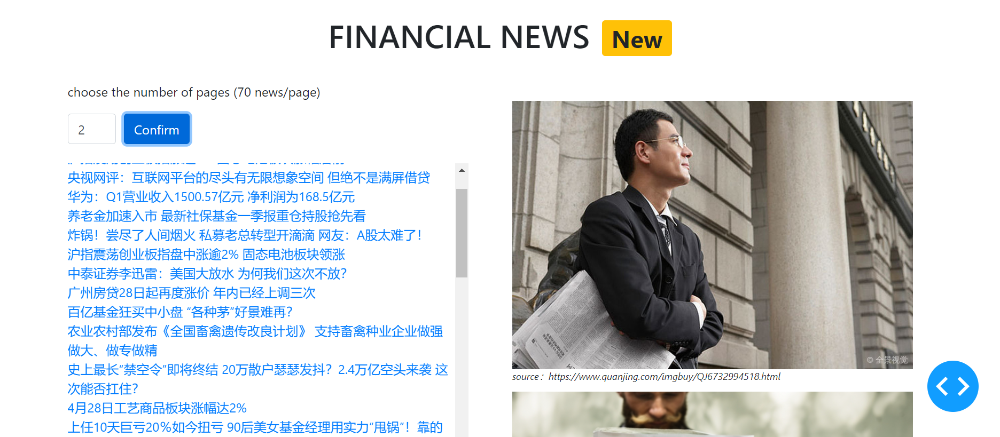 FINANCIAL NEWS New
choose the number of pages (70 news/page)
2 Confirm
央视网评：互联网平台的尽头有无限想象空间 但绝不是满屏借贷
华为：Q1营业收入1500.57亿元 净利润为168.5亿元
养老金加速入市 最新社保基金一季报重仓持股抢先看
炸锅！尝尽了人间烟火 私募老总转型开滴滴 网友：A股太难了！
沪指震荡创业板指盘中涨逾2% 固态电池板块领涨
中泰证券李迅雷：美国大放水 为何我们这次不放？
广州房贷28日起再度涨价 年内已经上调三次
百亿基金狂买中小盘 “各种茅”好景难再？
农业农村部发布《全国畜禽遗传改良计划》 支持畜禽种业企业做强
做大、做专做精
史上最长“禁空令”即将终结 20万散户瑟瑟发抖？2.4万亿空头来袭 这
次能否扛住？
4月28日工艺商品板块涨幅达2%
上任10天巨亏20%如今扭亏 90后美女基金经理用实力“甩锅”！靠的
© 全景视觉
source：https://www.quanjing.com/imgbuy/QJ6732994518.html